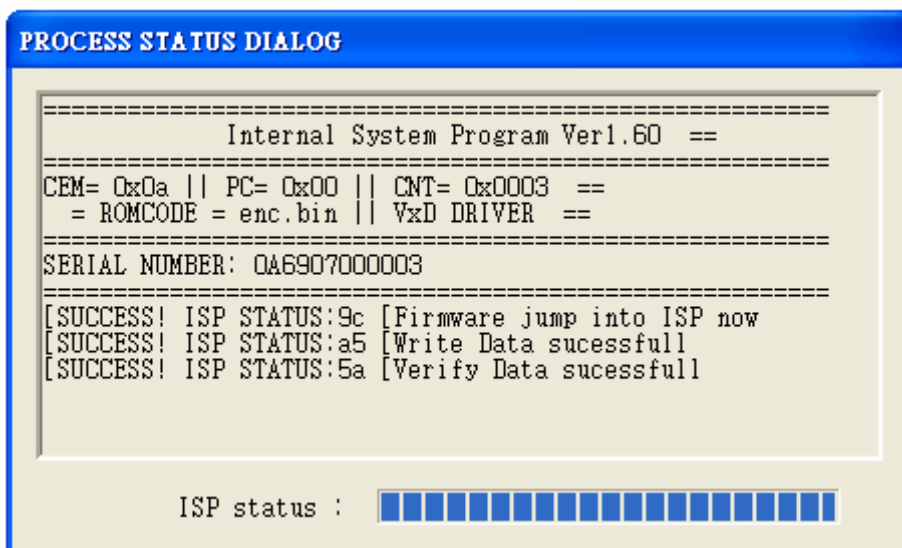 PROCESS STATUS DIALOG
========================================================
Internal System Program Ver1.60 ==
========================================================
CEM= 0x0a || PC= 0x00 || CNT= 0x0003 ==
= ROMCODE = enc.bin || VxD DRIVER ==
========================================================
SERIAL NUMBER: 0A6907000003
========================================================
[SUCCESS! ISP STATUS:9c [Firmware jump into ISP now
[SUCCESS! ISP STATUS:a5 [Write Data sucessfull
[SUCCESS! ISP STATUS:5a [Verify Data sucessfull
ISP status :